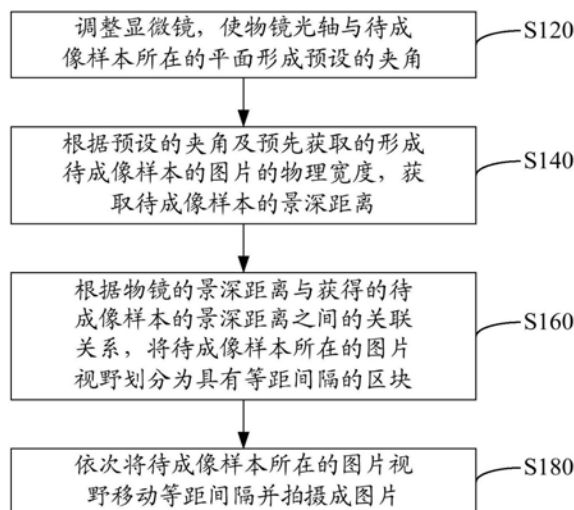 调整显微镜，使物镜光轴与待成
像样本所在的平面形成预设的夹角
S120
根据预设的夹角及预先获取的形成
待成像样本的图片的物理宽度，获
取待成像样本的景深距离
S140
根据物镜的景深距离与获得的待
成像样本的景深距离之间的关联
关系，将待成像样本所在的图片
视野划分为具有等距间隔的区块
S160
依次将待成像样本所在的图片视
野移动等距间隔并拍摄成图片
S180